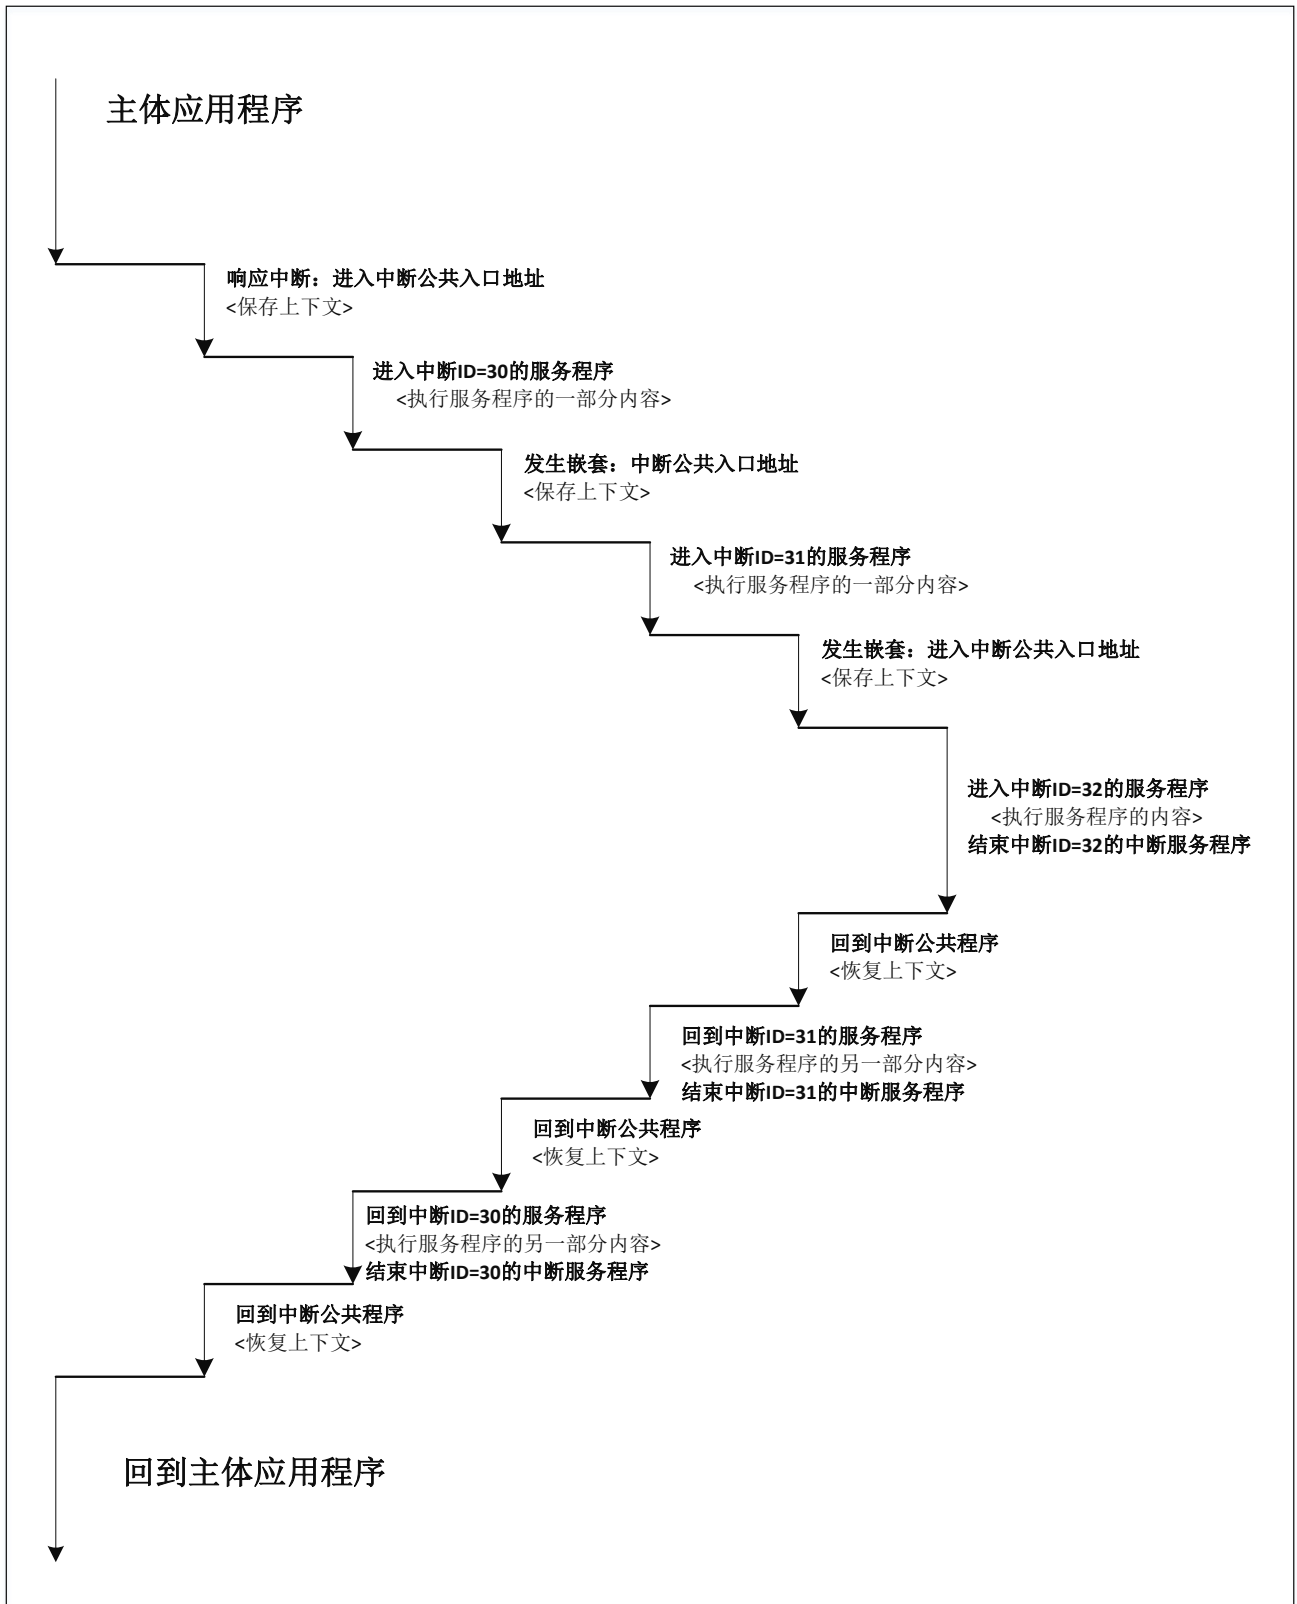 主体应用程序
响应中断：进入中断公共入口地址
<保存上下文>
进入中断ID=30的服务程序
<执行服务程序的一部分内容>
发生嵌套：中断公共入口地址
<保存上下文>
进入中断ID=31的服务程序
<执行服务程序的一部分内容>
发生嵌套：进入中断公共入口地址
<保存上下文>
进入中断ID=32的服务程序
<执行服务程序的内容>
结束中断ID=32的中断服务程序
回到中断公共程序
<恢复上下文>
回到中断ID=31的服务程序
<执行服务程序的另一部分内容>
结束中断ID=31的中断服务程序
回到中断公共程序
<恢复上下文>
回到中断ID=30的服务程序
<执行服务程序的另一部分内容>
结束中断ID=30的中断服务程序
回到中断公共程序
<恢复上下文>
回到主体应用程序